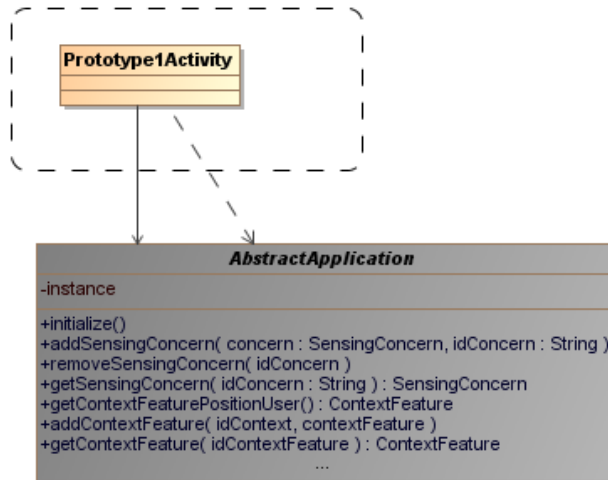 Prototype1Activity
AbstractApplication
-instance
+initialize()
+addSensingConcern( concern : SensingConcern, idConcern : String )
+removeSensingConcern( idConcern )
+getSensingConcern( idConcern : String ) : SensingConcern
+getContextFeaturePositionUser() : ContextFeature
+addContextFeature( idContext, contextFeature )
+getContextFeature( idContextFeature ) : ContextFeature
...